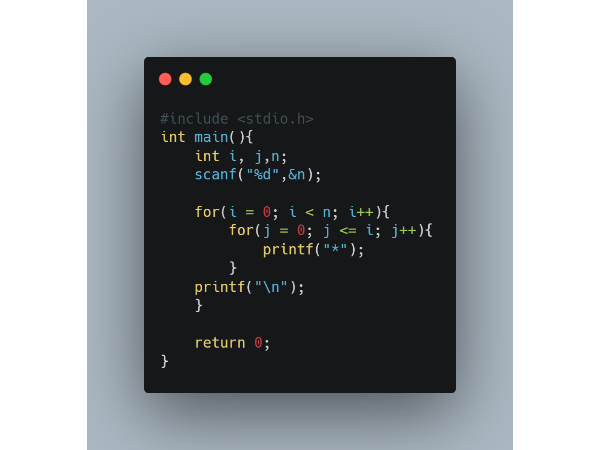 #include <stdio.h>
int main(){
    int i, j,n;
    scanf("%d",&n);

    for(i = 0; i < n; i++){
        for(j = 0; j <= i; j++){
            printf("*");
        }
    printf("\n");
    }

    return 0;
}